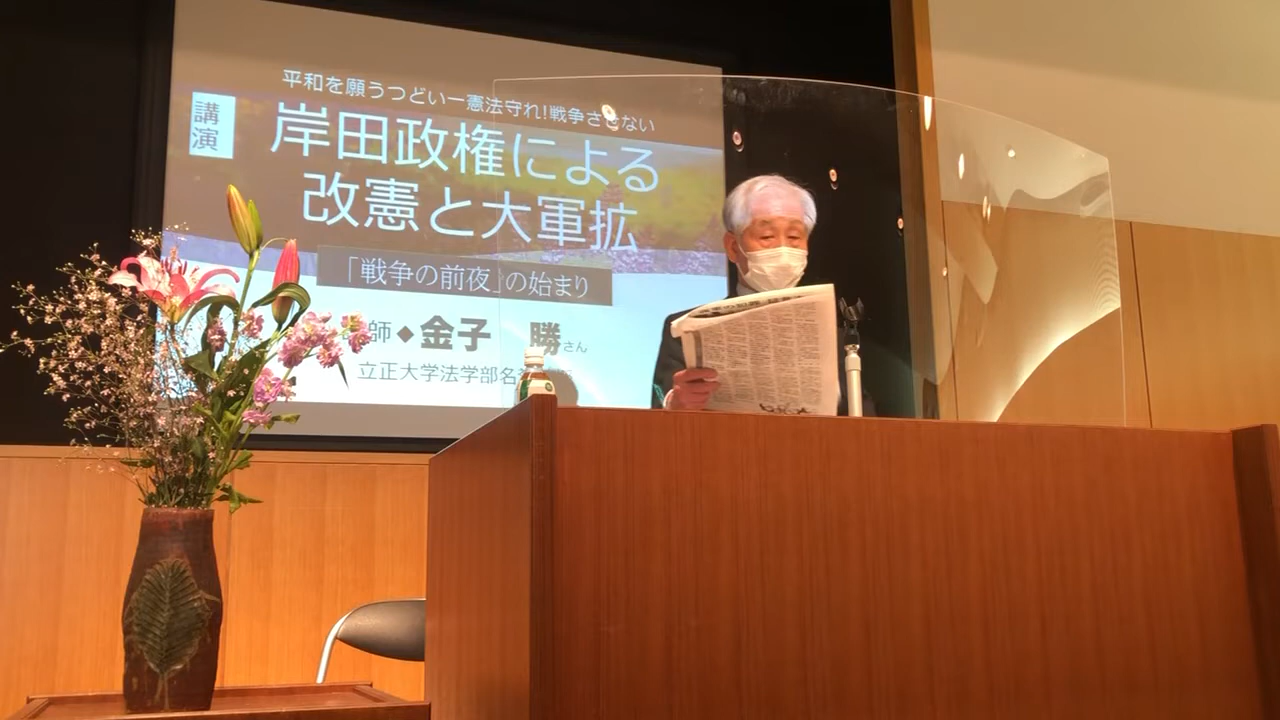 平和を願うつどいー憲法守れ!戦争させない
講演
岸田政権による
改憲と大軍拡
「戦争の前夜」の始まり
師◆金子 勝さん
立正大学法学部名